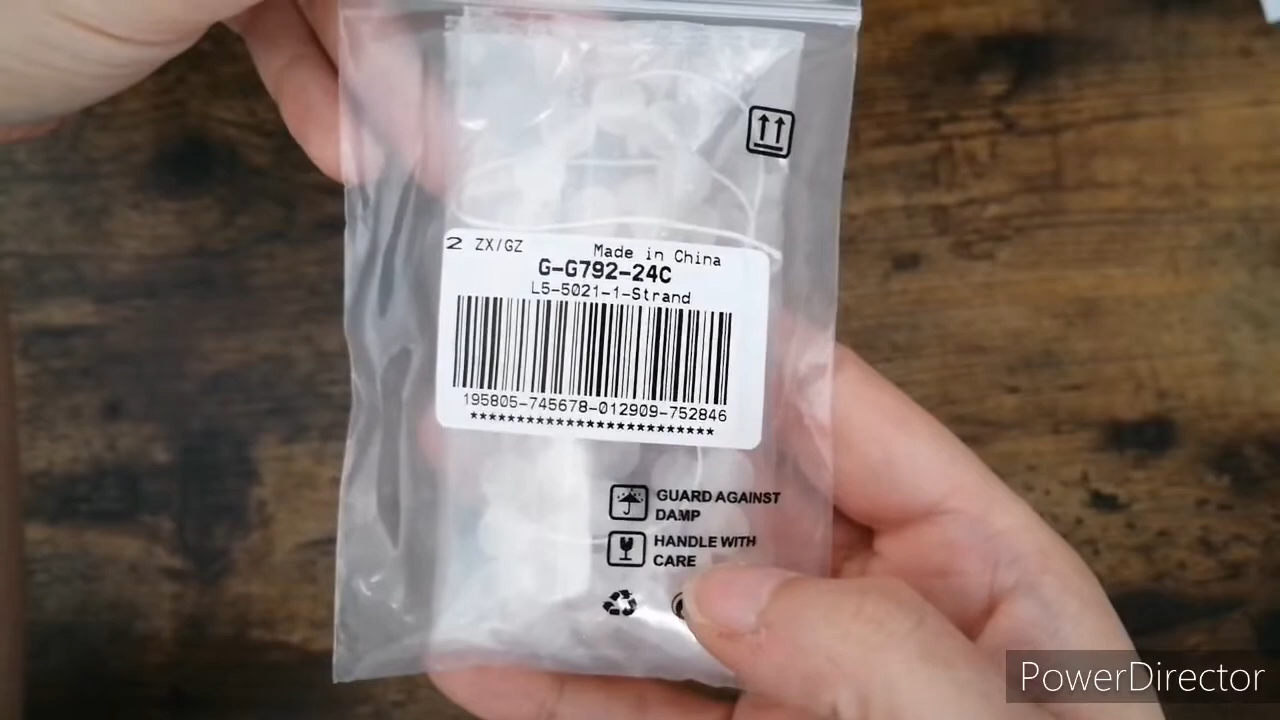 2 ZX/GZ Made in China
G-G792-24C
L5-5021-1-Strand
195805-745678-012909-752846
************************
GUARD AGAINST
DAMP
HANDLE WITH
CARE
PowerDirector